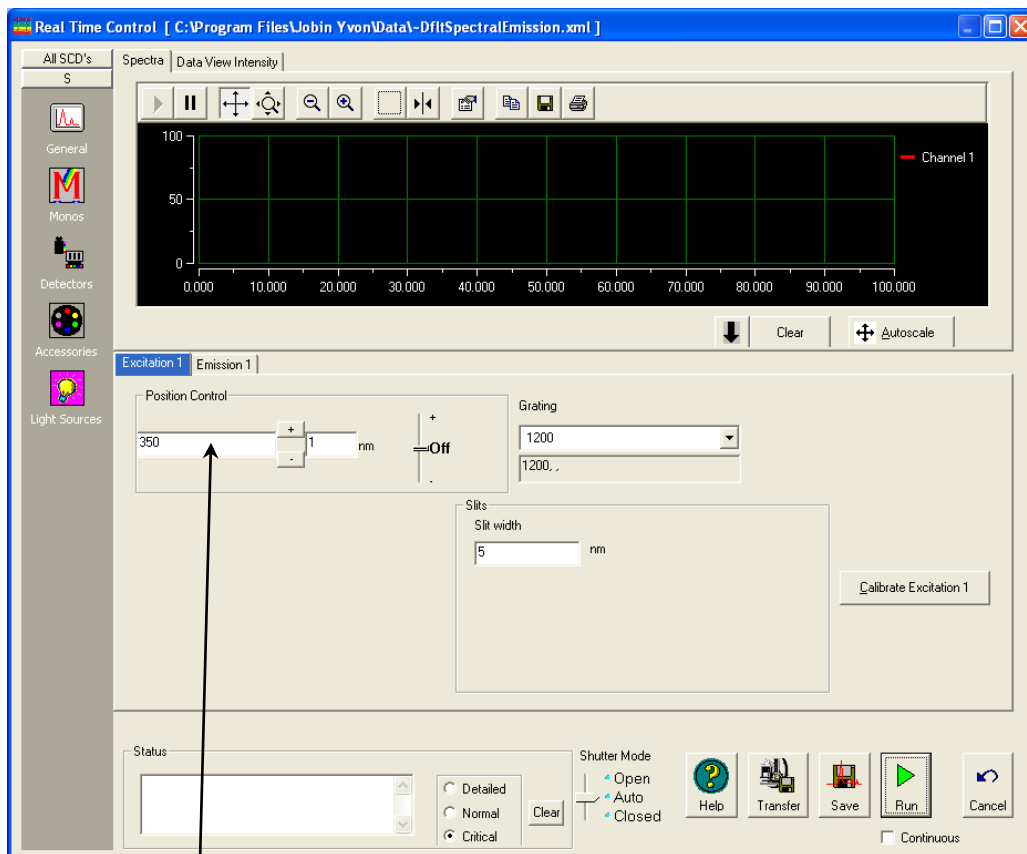 Real Time Control [ C:\Program Files\Jobin Yvon\Data\~DfltSpectralEmission.xml ]
All SCD's
S
General
Monos
Detectors
Accessories
Light Sources
Spectra
Data View Intensity
100
50
0
0.000 10.000 20.000 30.000 40.000 50.000 60.000 70.000 80.000 90.000 100.000
Channel 1
Clear
Autoscale
Excitation 1
Emission 1
Position Control
350
+
-
1
nm
+
Off
-
Grating
1200
1200, ,
Slits
Slit width
5
nm
Calibrate Excitation 1
Status
Detailed
Normal
Critical
Clear
Shutter Mode
Open
Auto
Closed
Help
Transfer
Save
Run
Cancel
Continuous